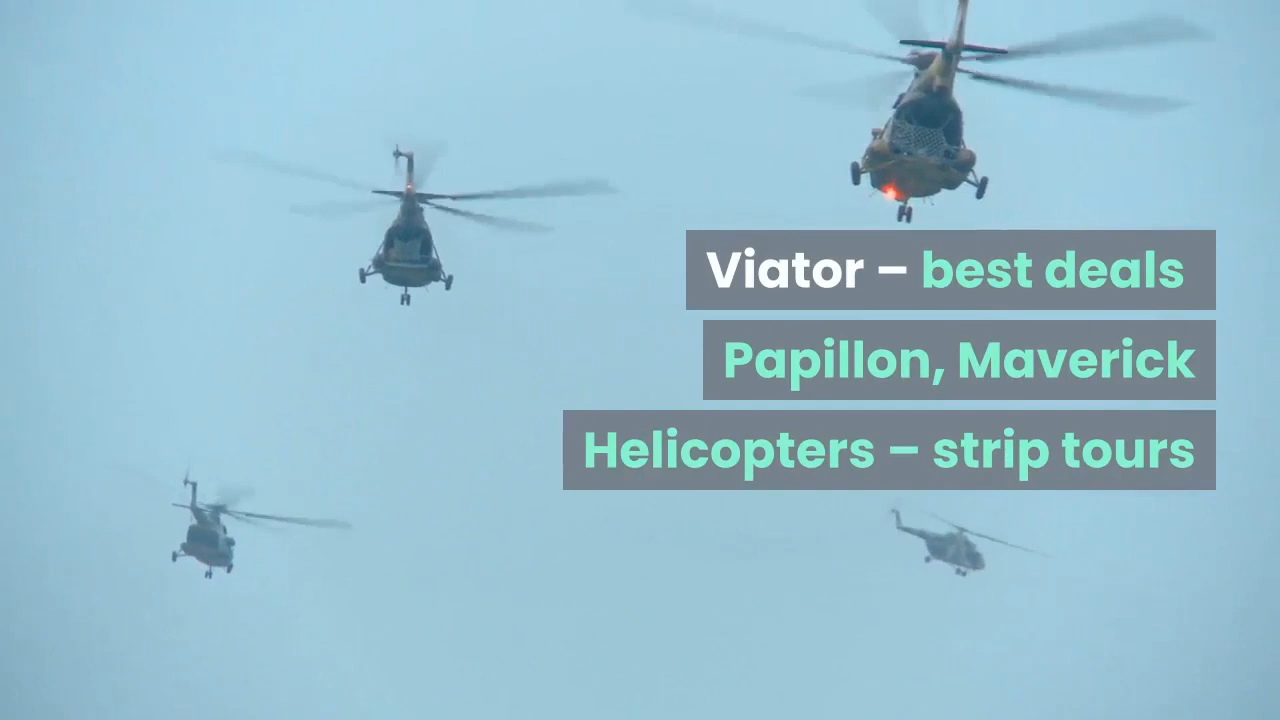 Viator – best deals
Papillon, Maverick
Helicopters – strip tours